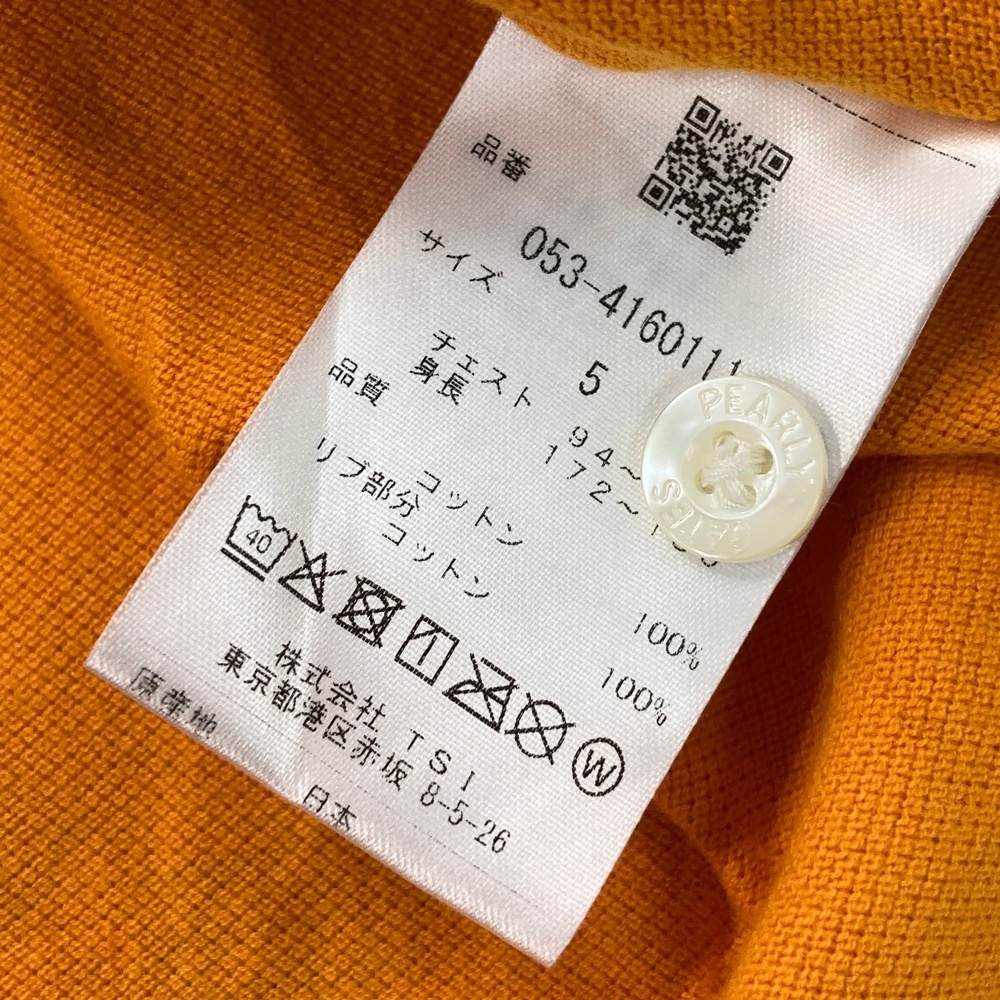 品番
053-4160111
サイズ
5
チェスト 94~
身長 172~
品質
コットン 100%
リブ部分
コットン 100%
40
W
株式会社 TSI
東京都港区赤坂 8-5-26
原産地
日本
PEARLY GATES